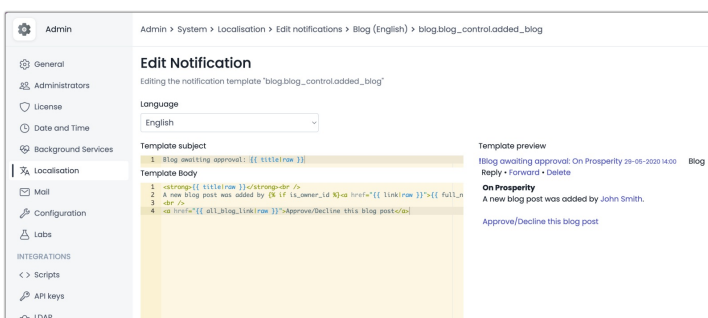 Admin
Admin > System > Localisation > Edit notifications > Blog (English) > blog.blog_control.added_blog
General
Administrators
License
Date and Time
Background Services
Localisation
Mail
Configuration
Labs
INTEGRATIONS
Scripts
API keys
LDAP
Edit Notification
Editing the notification template "blog.blog_control.added_blog"
Language
English
Template subject
1 Blog awaiting approval: {{ title|raw }}
Template Body
1 <strong>{{ title|raw }}</strong><br />
2 A new blog post was added by {% if is_owner_id %}<a href="{{ link|raw }}">{{ full_n
3 <br />
4 <a href="{{ all_blog_link|raw }}">Approve/Decline this blog post</a>
Template preview
!Blog awaiting approval: On Prosperity 29-05-2020 14:00 Blog
Reply • Forward • Delete
On Prosperity
A new blog post was added by John Smith.
Approve/Decline this blog post